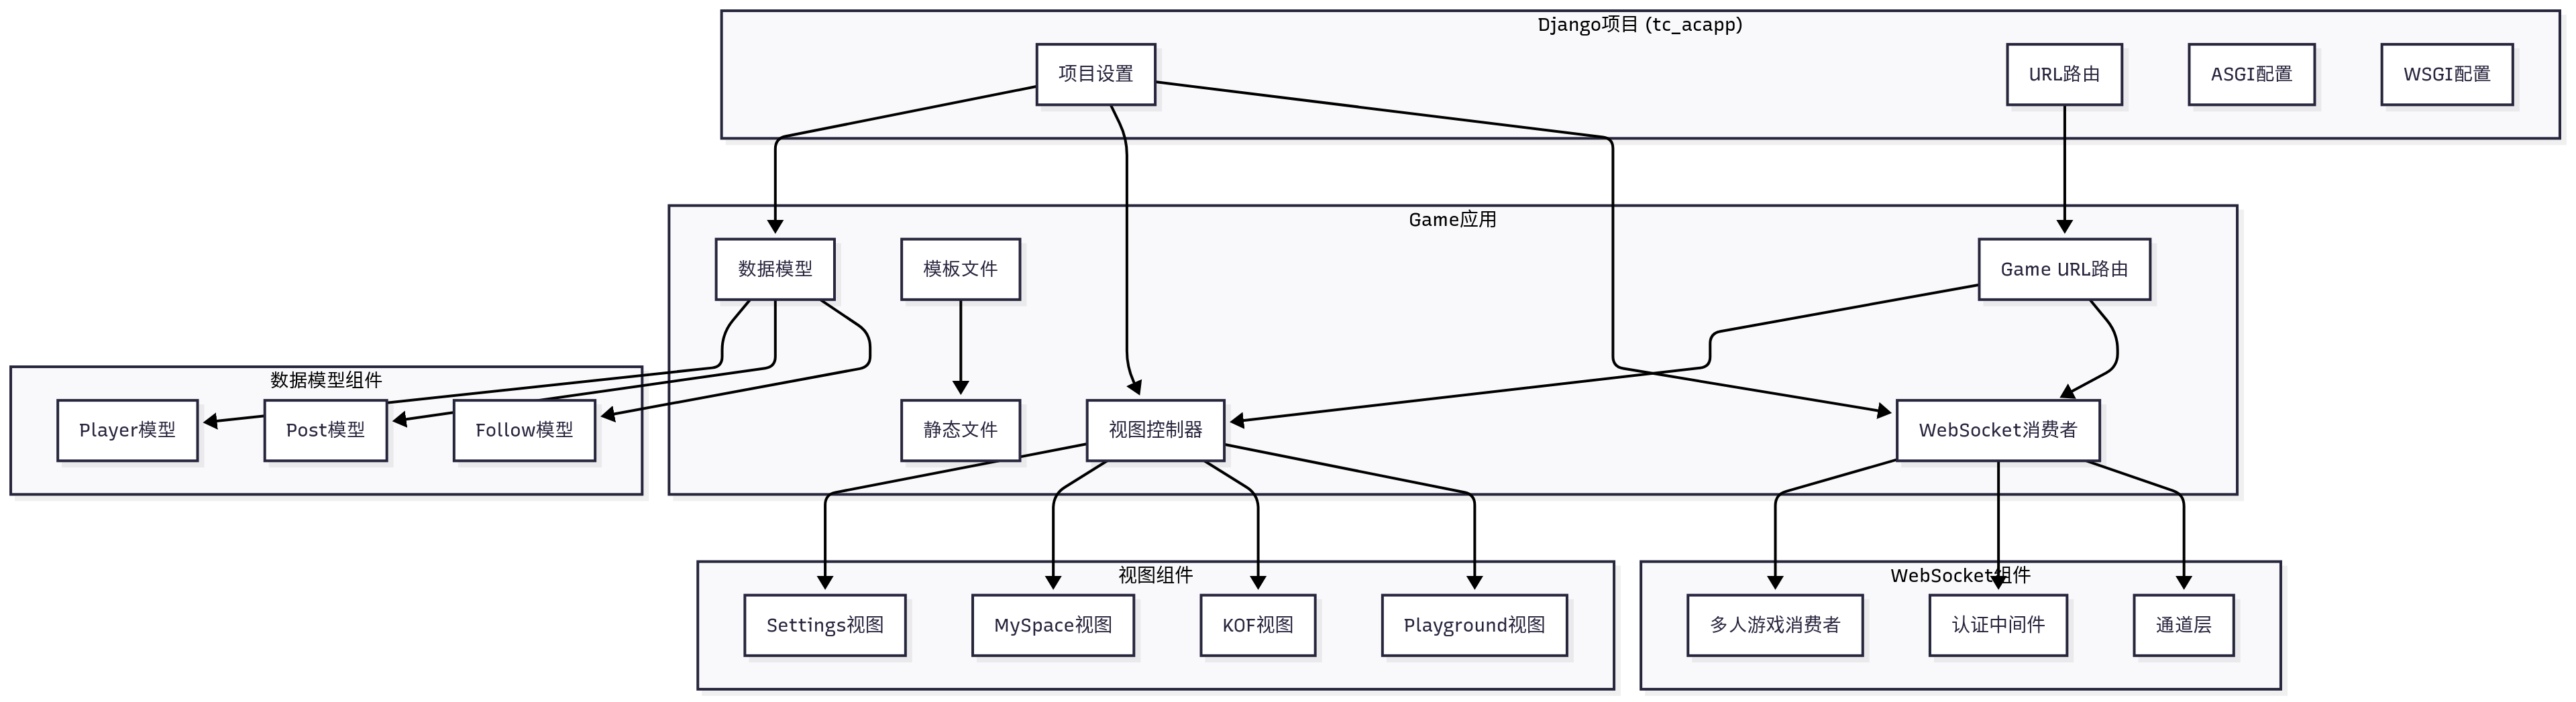 Django项目 (tc_acapp)
项目设置
URL路由
ASGI配置
WSGI配置
Game应用
数据模型
模板文件
Game URL路由
数据模型组件
Player模型
Post模型
Follow模型
静态文件
视图控制器
WebSocket消费者
视图组件
WebSocket组件
Settings视图
MySpace视图
KOF视图
Playground视图
多人游戏消费者
认证中间件
通道层